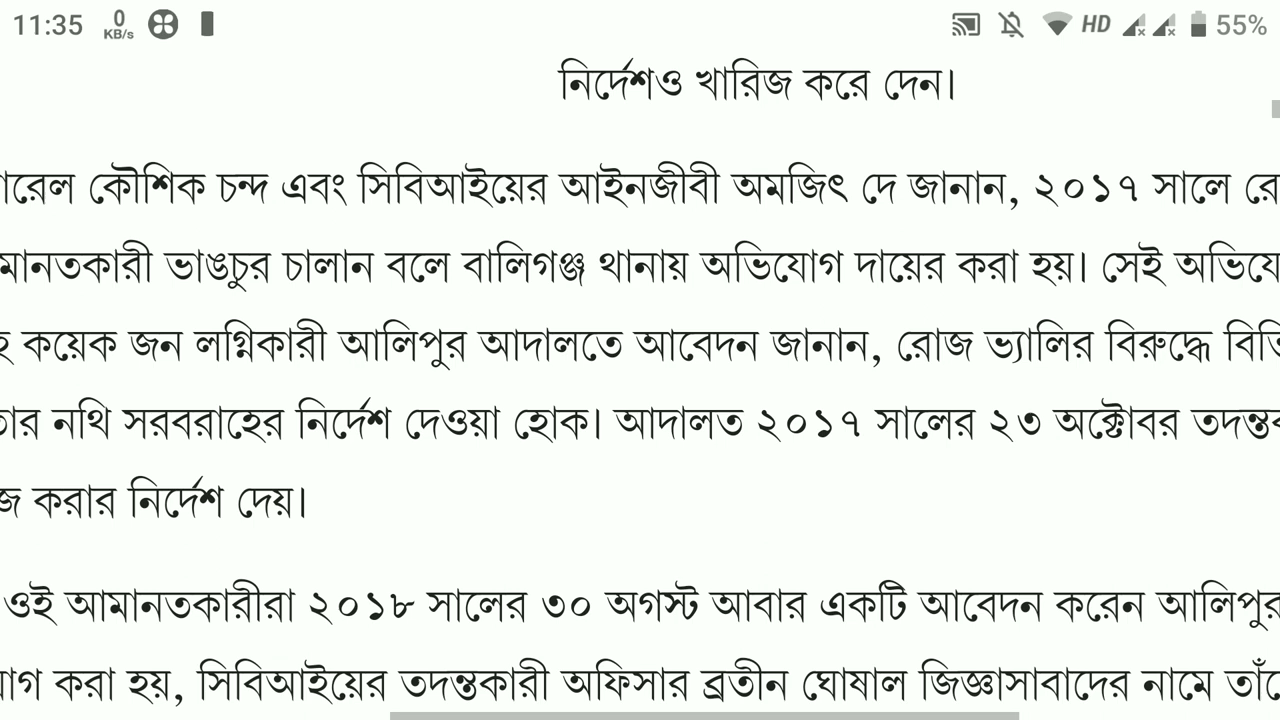 11:35 0 KB/s HD 55%
নির্দেশও খারিজ করে দেন।
কৌশিক চন্দ এবং সিবিআইয়ের আইনজীবী অমজিৎ দে জানান, ২০১৭ সালে
ভাঙচুর চালান বলে বালিগঞ্জ থানায় অভিযোগ দায়ের করা হয়। সেই
কয়েক জন লগ্নিকারী আলিপুর আদালতে আবেদন জানান, রোজ ভ্যালির বিরুদ্ধে
নথি সরবরাহের নির্দেশ দেওয়া হোক। আদালত ২০১৭ সালের ২৩ অক্টোবর
করার নির্দেশ দেয়।
ওই আমানতকারীরা ২০১৮ সালের ৩০ অগস্ট আবার একটি আবেদন করেন আলিপুর
করা হয়, সিবিআইয়ের তদন্তকারী অফিসার ব্রতীন ঘোষাল জিজ্ঞাসাবাদের নামে